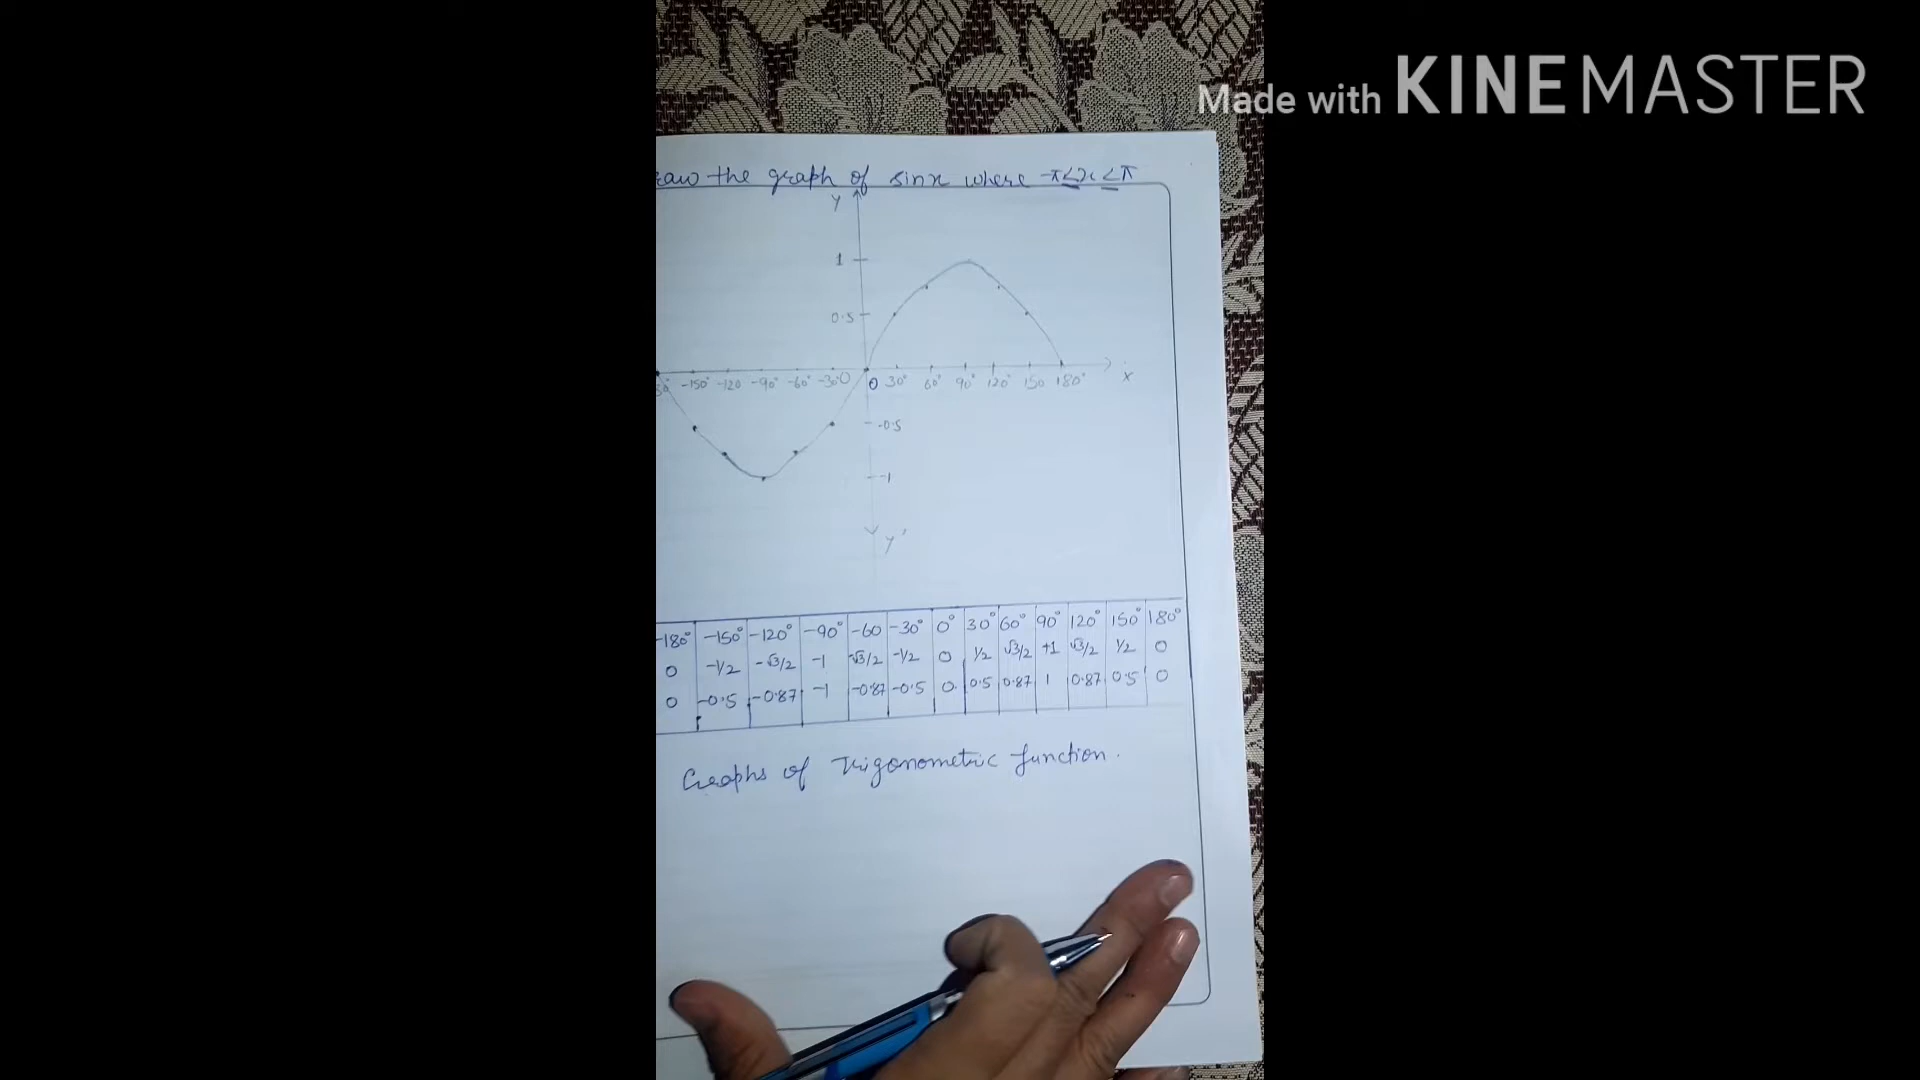 Made with KINEMASTER
raw the graph of sinx where -π≤x≤π
y
1
0.5
-150° -120 -90° -60° -30° 0 0 30° 60° 90° 120° 150 180° x
-0.5
-1
y'
-180° -150° -120° -90° -60 -30° 0° 30° 60° 90° 120° 150° 180°
0 -1/2 -√3/2 -1 -√3/2 -1/2 0 1/2 √3/2 +1 √3/2 1/2 0
0 -0.5 -0.87 -1 -0.87 -0.5 0 0.5 0.87 1 0.87 0.5 0
Graphs of Trigonometric function.